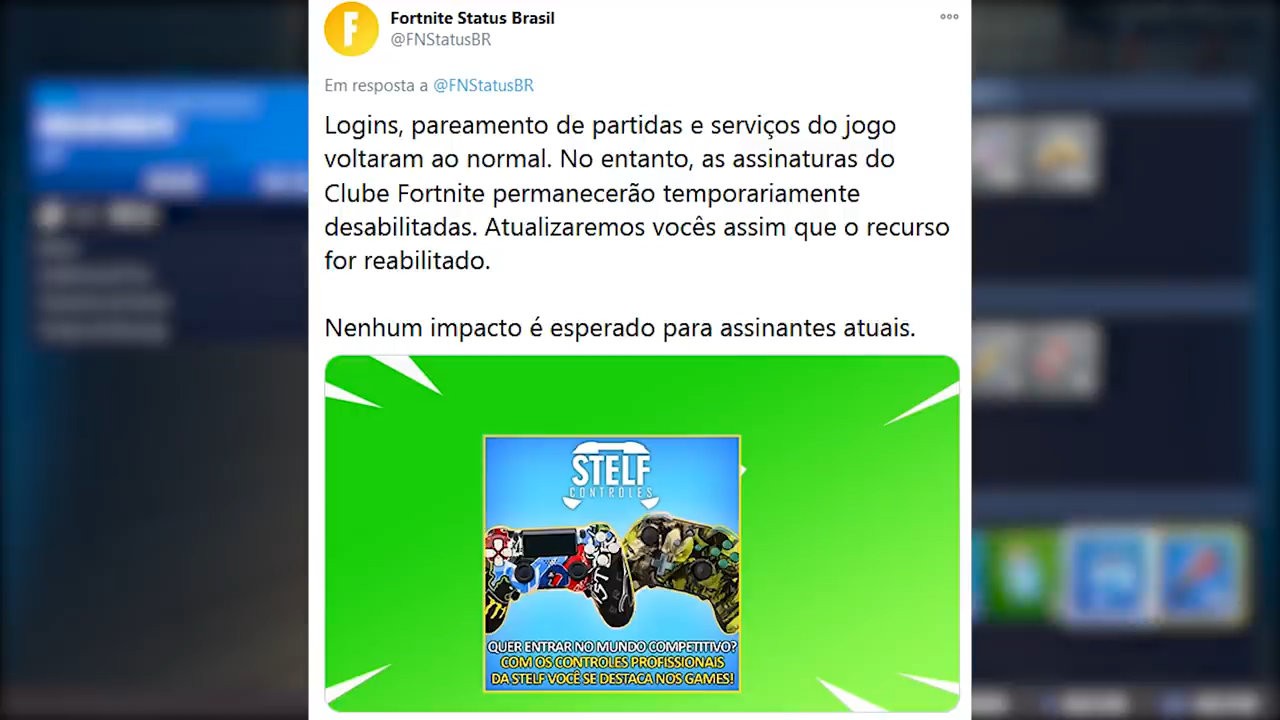 Fortnite Status Brasil
@FNStatusBR
Em resposta a @FNStatusBR
Logins, pareamento de partidas e serviços do jogo
voltaram ao normal. No entanto, as assinaturas do
Clube Fortnite permanecerão temporariamente
desabilitadas. Atualizaremos vocês assim que o recurso
for reabilitado.
Nenhum impacto é esperado para assinantes atuais.
STELF
CONTROLES
QUER ENTRAR NO MUNDO COMPETITIVO?
COM OS CONTROLES PROFISSIONAIS
DA STELF VOCÊ SE DESTACA NOS GAMES!